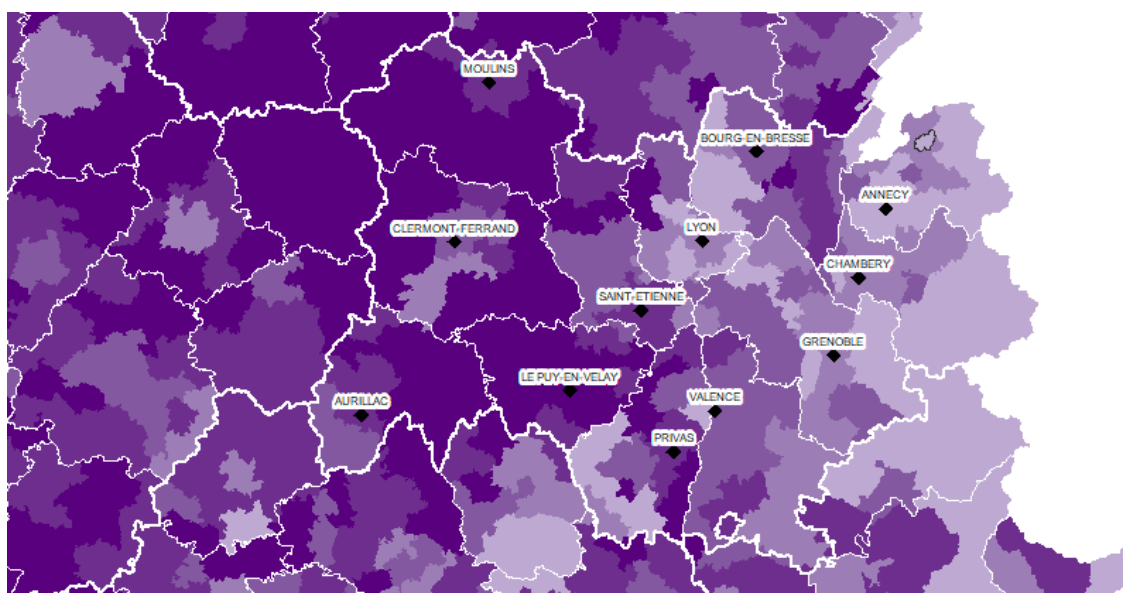 MOULINS
BOURG-EN-BRESSE
ANNECY
CLERMONT-FERRAND
LYON
CHAMBERY
SAINT-ETIENNE
GRENOBLE
LE PUY-EN-VELAY
AURILLAC
VALENCE
PRIVAS